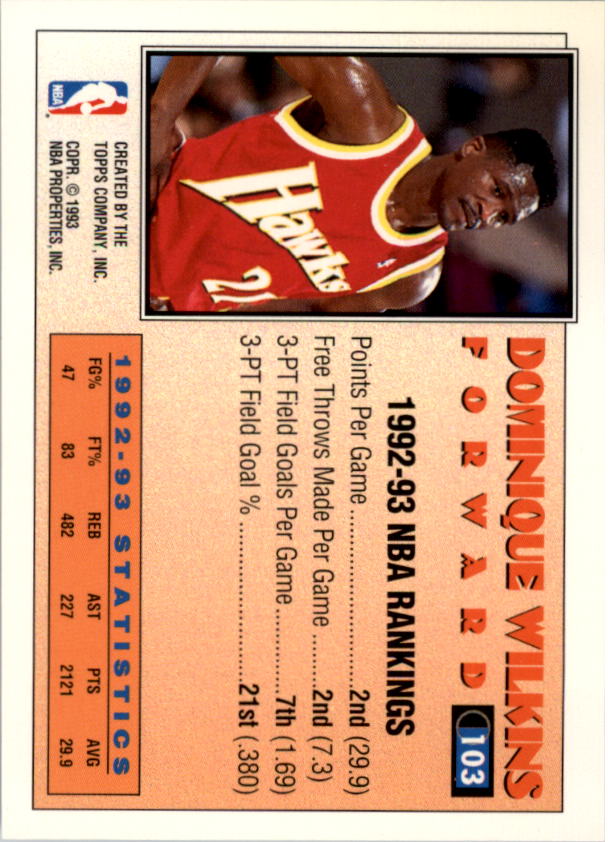 DOMINIQUE WILKINS
FORWARD
103
Hawks
21
1992-93 NBA RANKINGS
Points Per Game ........................ 2nd (29.9)
Free Throws Made Per Game ...... 2nd (7.3)
3-PT Field Goals Per Game.......... 7th (1.69)
3-PT Field Goal % ........................ 21st (.380)
NBA
CREATED BY THE
TOPPS COMPANY, INC.
COPR. © 1993
NBA PROPERTIES, INC.
1992-93 STATISTICS
FG% FT% REB AST PTS AVG
47 83 482 227 2121 29.9